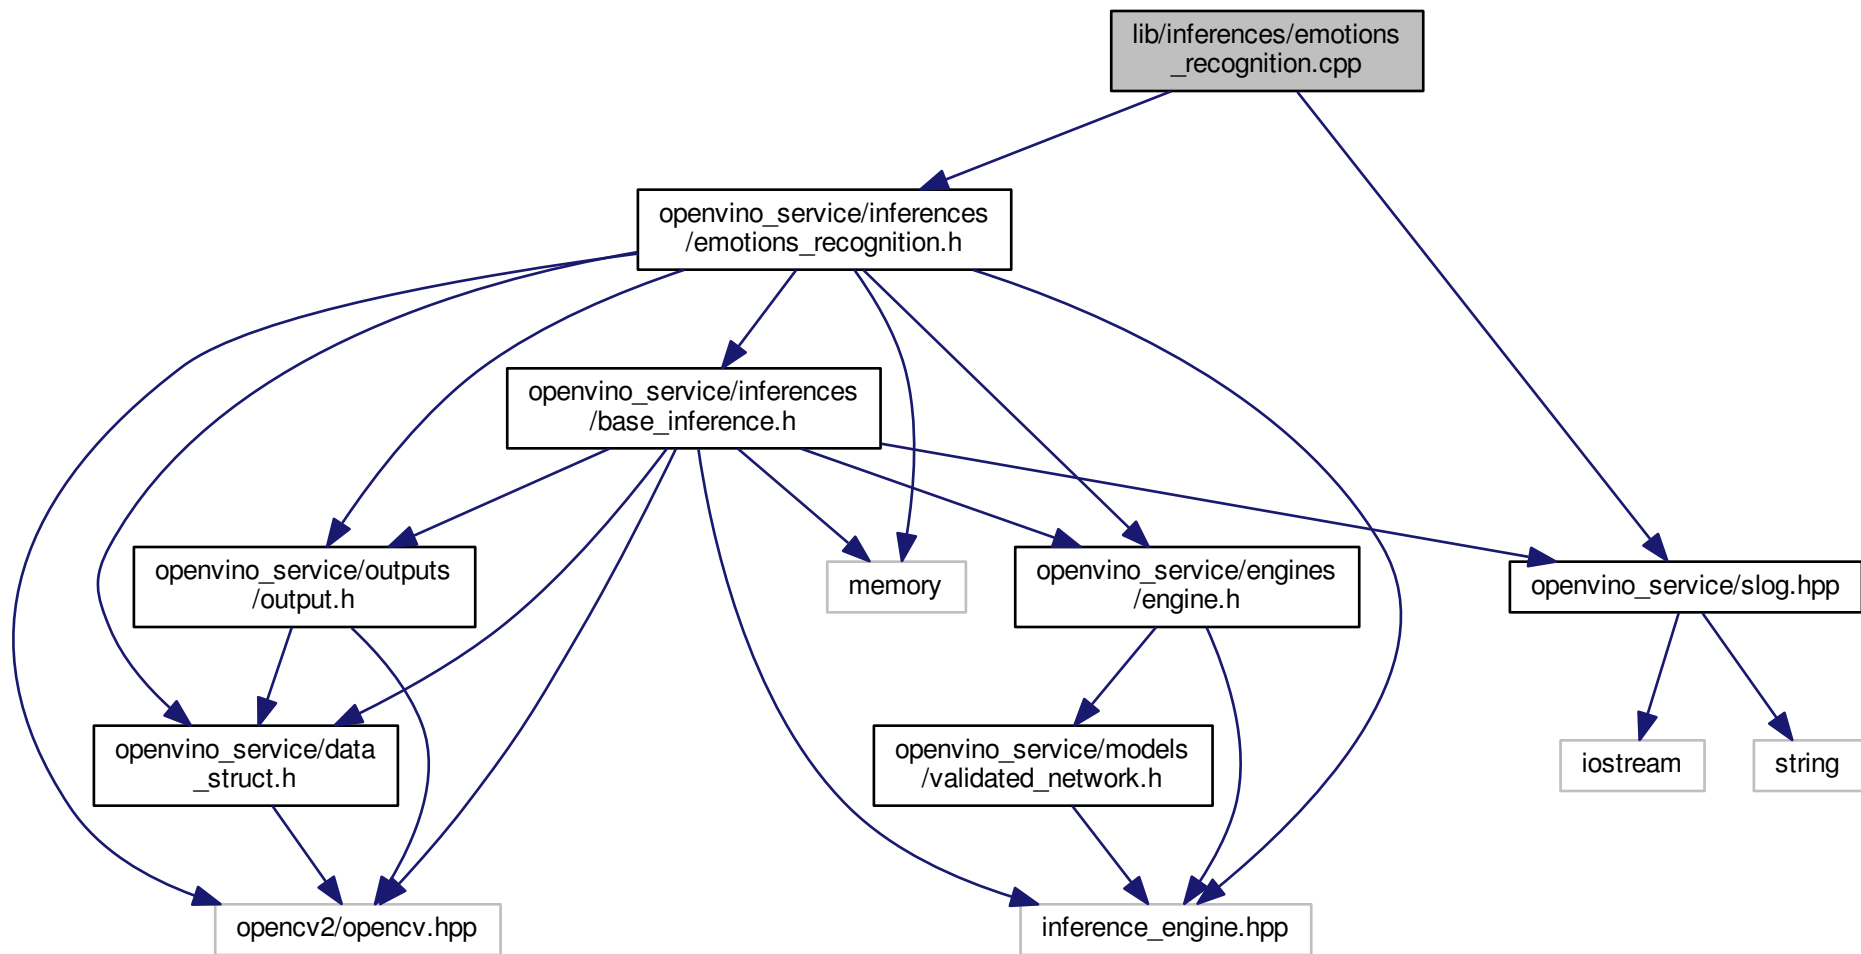 lib/inferences/emotions
_recognition.cpp
openvino_service/inferences
/emotions_recognition.h
openvino_service/inferences
/base_inference.h
openvino_service/outputs
/output.h
memory
openvino_service/engines
/engine.h
openvino_service/slog.hpp
openvino_service/data
_struct.h
openvino_service/models
/validated_network.h
iostream
string
opencv2/opencv.hpp
inference_engine.hpp